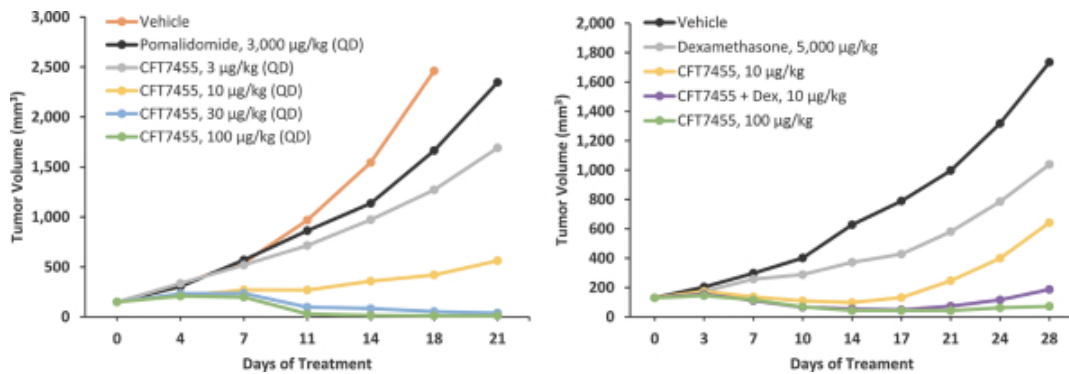 3,000
2,500
2,000
1,500
1,000
500
0
Tumor Volume (mm³)
Vehicle
Pomalidomide, 3,000 µg/kg (QD)
CFT7455, 3 µg/kg (QD)
CFT7455, 10 µg/kg (QD)
CFT7455, 30 µg/kg (QD)
CFT7455, 100 µg/kg (QD)
0 4 7 11 14 18 21
Days of Treatment
2,000
1,800
1,600
1,400
1,200
1,000
800
600
400
200
0
Tumor Volume (mm³)
Vehicle
Dexamethasone, 5,000 µg/kg
CFT7455, 10 µg/kg
CFT7455 + Dex, 10 µg/kg
CFT7455, 100 µg/kg
0 3 7 10 14 17 21 24 28
Days of Treament